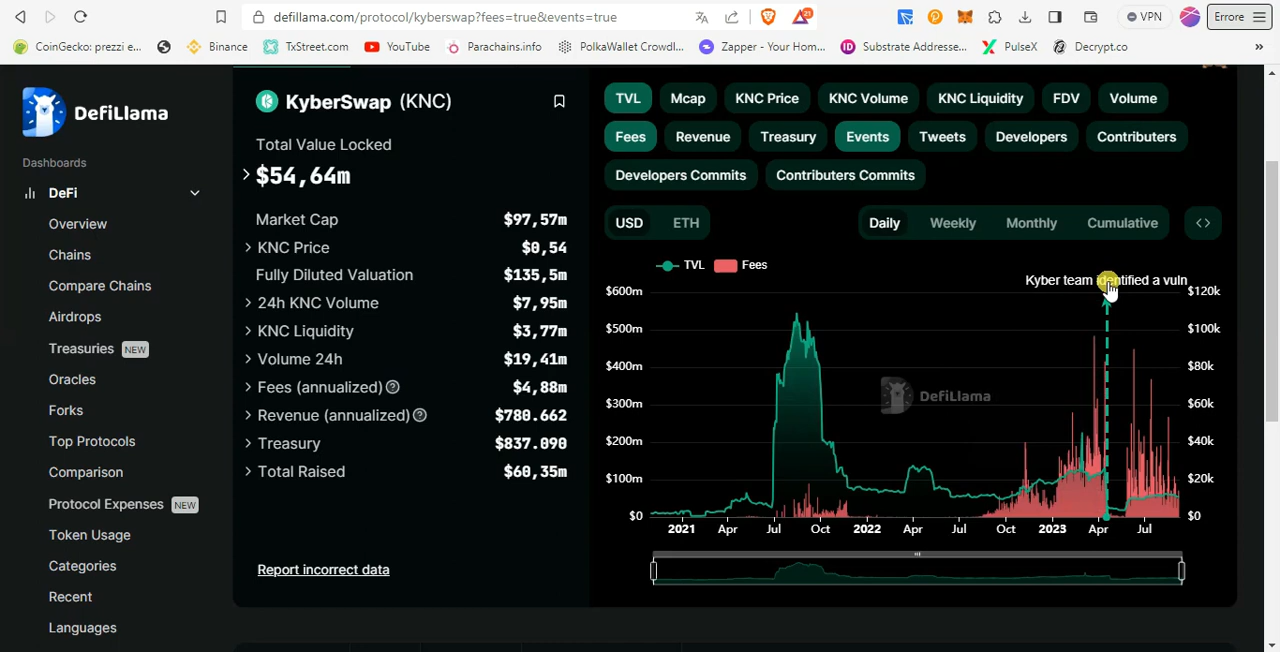 defillama.com/protocol/kyberswap?fees=true&events=true
21
VPN
Errore
CoinGecko: prezzi e...
Binance
TxStreet.com
YouTube
Parachains.info
PolkaWallet Crowdl...
Zapper - Your Hom...
Substrate Addresse...
PulseX
Decrypt.co
»
DefiLlama
Dashboards
DeFi
Overview
Chains
Compare Chains
Airdrops
Treasuries NEW
Oracles
Forks
Top Protocols
Comparison
Protocol Expenses NEW
Token Usage
Categories
Recent
Languages
KyberSwap (KNC)
Total Value Locked
$54,64m
Market Cap $97,57m
KNC Price $0,54
Fully Diluted Valuation $135,5m
24h KNC Volume $7,95m
KNC Liquidity $3,77m
Volume 24h $19,41m
Fees (annualized) $4,88m
Revenue (annualized) $780.662
Treasury $837.090
Total Raised $60,35m
Report incorrect data
TVL Mcap KNC Price KNC Volume KNC Liquidity FDV Volume
Fees Revenue Treasury Events Tweets Developers Contributers
Developers Commits Contributers Commits
USD ETH Daily Weekly Monthly Cumulative <>
TVL Fees
Kyber team identified a vuln
$600m $120k
$500m $100k
$400m $80k
DefiLlama
$300m $60k
$200m $40k
$100m $20k
$0 $0
2021 Apr Jul Oct 2022 Apr Jul Oct 2023 Apr Jul